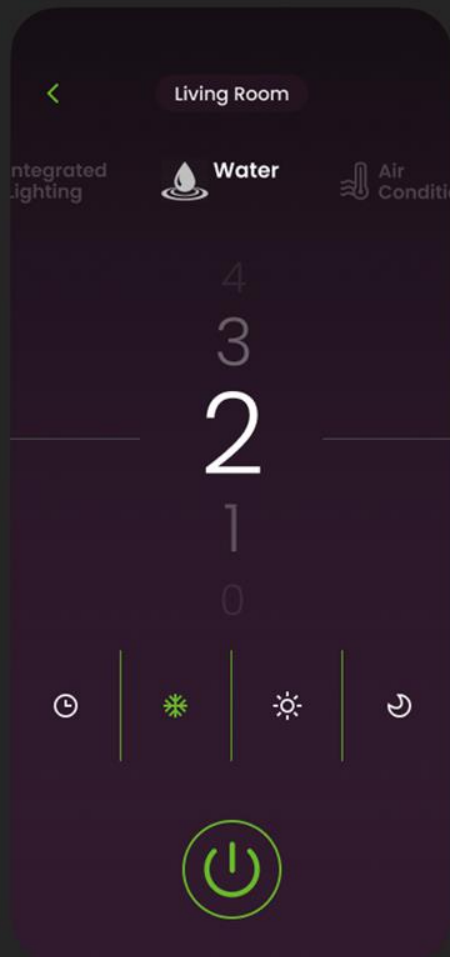 Living Room
ntegrated
ighting
Water
Air
Conditi
4
3
2
1
0